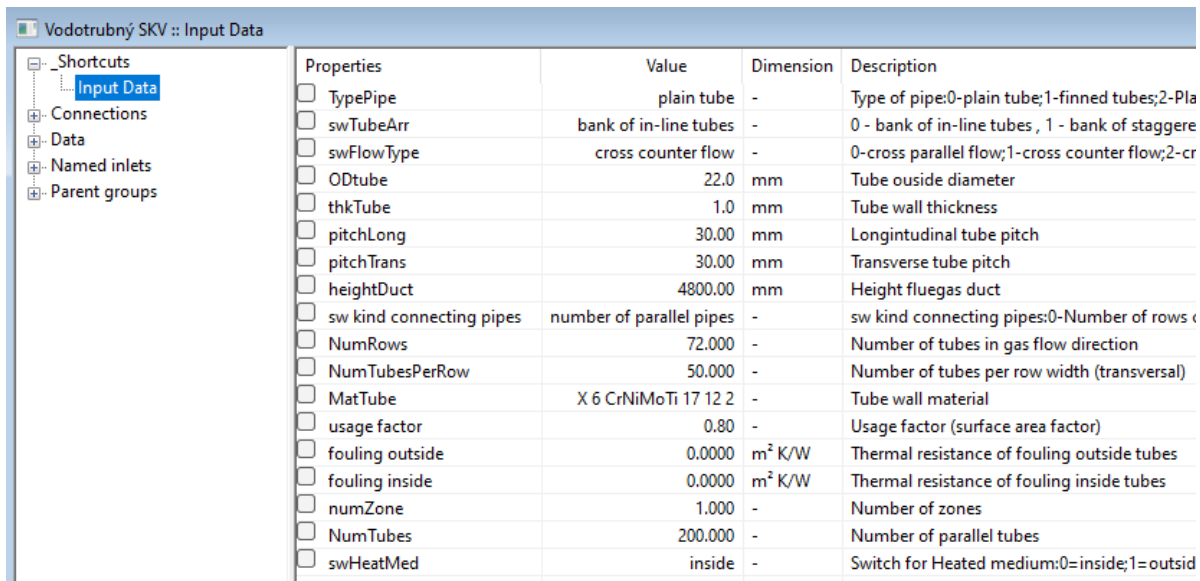 Vodotrubný SKV :: Input Data
_Shortcuts
Input Data
Connections
Data
Named inlets
Parent groups
Properties Value Dimension Description
TypePipe plain tube - Type of pipe:0-plain tube;1-finned tubes;2-Pla
swTubeArr bank of in-line tubes - 0 - bank of in-line tubes , 1 - bank of staggere
swFlowType cross counter flow - 0-cross parallel flow;1-cross counter flow;2-cr
ODtube 22.0 mm Tube ouside diameter
thkTube 1.0 mm Tube wall thickness
pitchLong 30.00 mm Longintudinal tube pitch
pitchTrans 30.00 mm Transverse tube pitch
heightDuct 4800.00 mm Height fluegas duct
sw kind connecting pipes number of parallel pipes - sw kind connecting pipes:0-Number of rows c
NumRows 72.000 - Number of tubes in gas flow direction
NumTubesPerRow 50.000 - Number of tubes per row width (transversal)
MatTube X 6 CrNiMoTi 17 12 2 - Tube wall material
usage factor 0.80 - Usage factor (surface area factor)
fouling outside 0.0000 m² K/W Thermal resistance of fouling outside tubes
fouling inside 0.0000 m² K/W Thermal resistance of fouling inside tubes
numZone 1.000 - Number of zones
NumTubes 200.000 - Number of parallel tubes
swHeatMed inside - Switch for Heated medium:0=inside;1=outsid